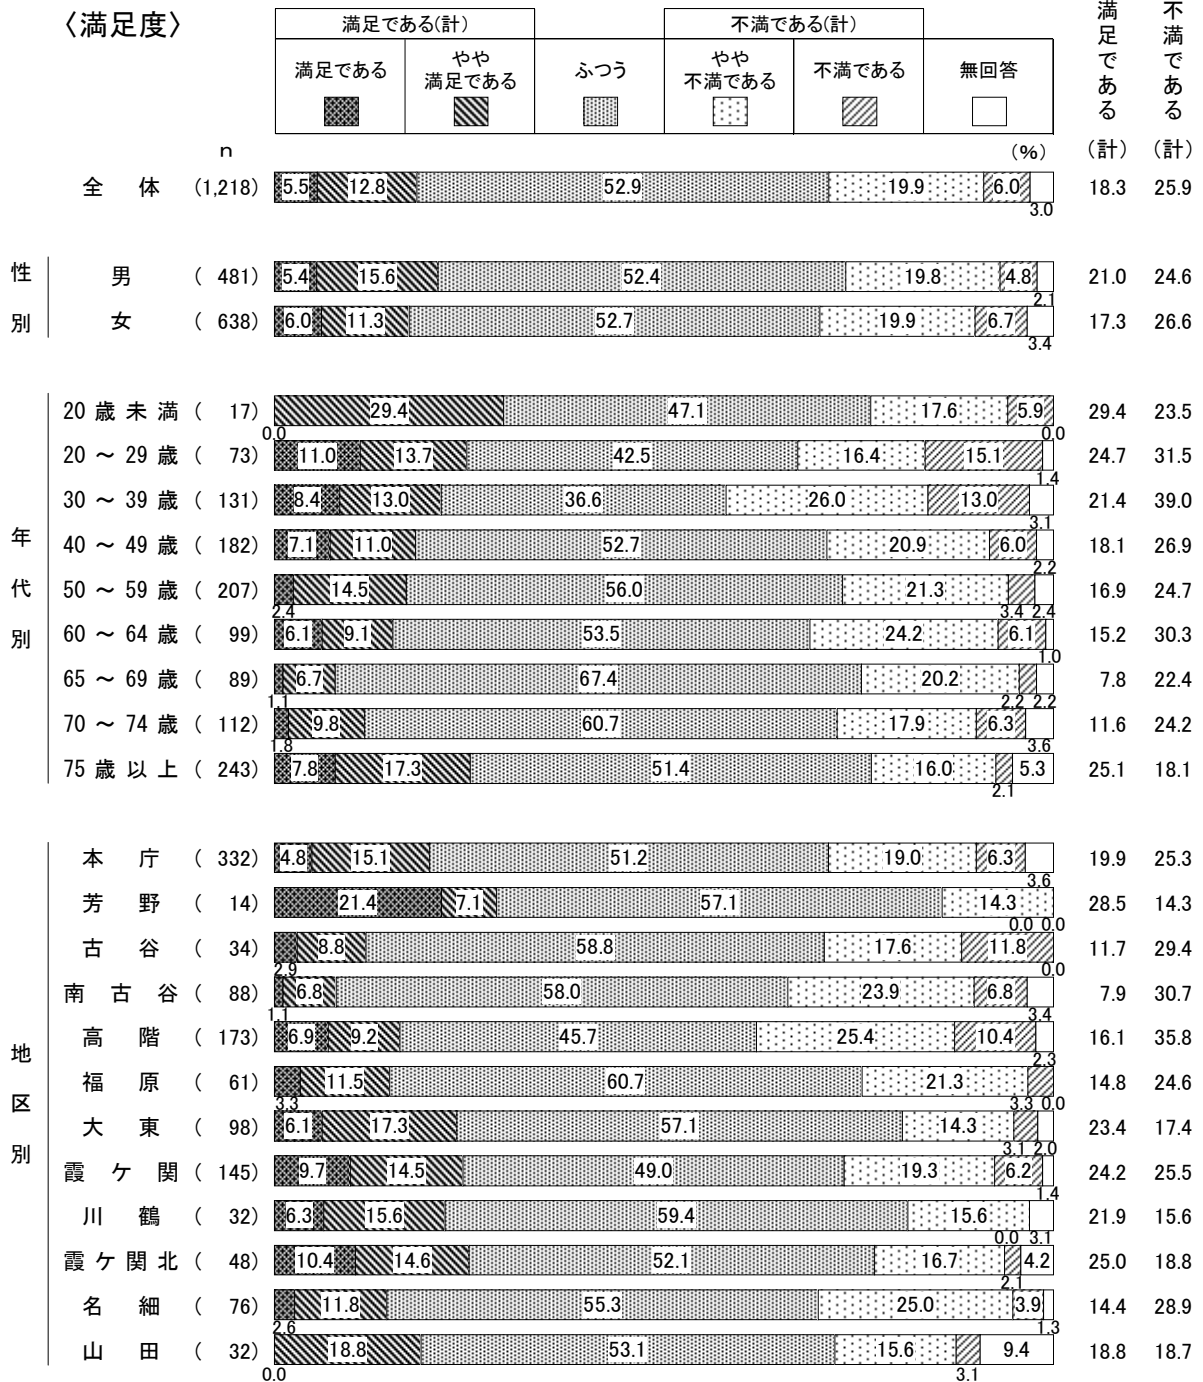 〈満足度〉
満足である(計)
不満である(計)
満足である
やや
満足である
ふつう
やや
不満である
不満である
無回答
満足である(計)
不満である(計)
n
(%)
全体 (1,218) 5.5 12.8 52.9 19.9 6.0 3.0 18.3 25.9
性別
男 (481) 5.4 15.6 52.4 19.8 4.8 2.1 21.0 24.6
女 (638) 6.0 11.3 52.7 19.9 6.7 3.4 17.3 26.6
年代別
20歳未満 (17) 0.0 29.4 47.1 17.6 5.9 0.0 29.4 23.5
20～29歳 (73) 11.0 13.7 42.5 16.4 15.1 1.4 24.7 31.5
30～39歳 (131) 8.4 13.0 36.6 26.0 13.0 3.1 21.4 39.0
40～49歳 (182) 7.1 11.0 52.7 20.9 6.0 2.2 18.1 26.9
50～59歳 (207) 2.4 14.5 56.0 21.3 3.4 2.4 16.9 24.7
60～64歳 (99) 6.1 9.1 53.5 24.2 6.1 1.0 15.2 30.3
65～69歳 (89) 1.1 6.7 67.4 20.2 2.2 2.2 7.8 22.4
70～74歳 (112) 1.8 9.8 60.7 17.9 6.3 3.6 11.6 24.2
75歳以上 (243) 7.8 17.3 51.4 16.0 2.1 5.3 25.1 18.1
地区別
本庁 (332) 4.8 15.1 51.2 19.0 6.3 3.6 19.9 25.3
芳野 (14) 21.4 7.1 57.1 14.3 0.0 0.0 28.5 14.3
古谷 (34) 2.9 8.8 58.8 17.6 11.8 0.0 11.7 29.4
南古谷 (88) 1.1 6.8 58.0 23.9 6.8 3.4 7.9 30.7
高階 (173) 6.9 9.2 45.7 25.4 10.4 2.3 16.1 35.8
福原 (61) 3.3 11.5 60.7 21.3 3.3 0.0 14.8 24.6
大東 (98) 6.1 17.3 57.1 14.3 3.1 2.0 23.4 17.4
霞ケ関 (145) 9.7 14.5 49.0 19.3 6.2 1.4 24.2 25.5
川鶴 (32) 6.3 15.6 59.4 15.6 0.0 3.1 21.9 15.6
霞ケ関北 (48) 10.4 14.6 52.1 16.7 2.1 4.2 25.0 18.8
名細 (76) 2.6 11.8 55.3 25.0 3.9 1.3 14.4 28.9
山田 (32) 0.0 18.8 53.1 15.6 3.1 9.4 18.8 18.7